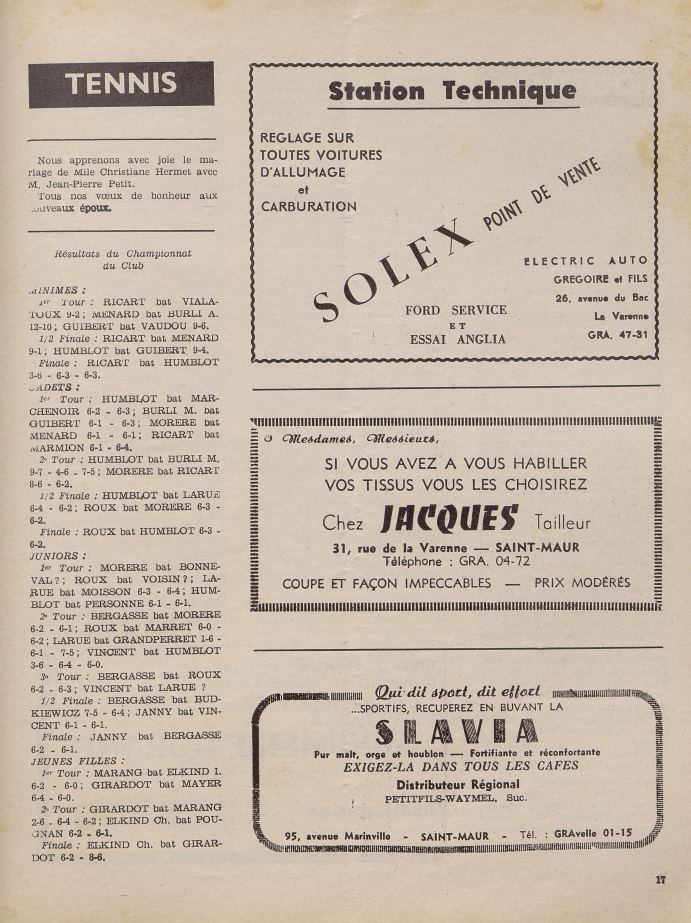 TENNIS
Nous apprenons avec joie le ma-
riage de Mlle Christiane Hermet avec
M. Jean-Pierre Petit.
Tous nos vœux de bonheur aux
nouveaux époux.
Résultats du Championnat
du Club
MINIMES :
1er Tour : RICART bat VIALA-
TOUX 9-2; MENARD bat BURLI A.
12-10; GUIBERT bat VAUDOU 9-6.
1/2 Finale : RICART bat MENARD
9-1; HUMBLOT bat GUIBERT 9-4.
Finale : RICART bat HUMBLOT
3-6 - 6-3 - 6-3.
CADETS :
1er Tour : HUMBLOT bat MAR-
CHENOIR 6-2 - 6-3; BURLI M. bat
GUIBERT 6-1 - 6-3; MORERE bat
MENARD 6-1 - 6-1; RICART bat
MARMION 6-1 - 6-4.
2e Tour : HUMBLOT bat BURLI M.
9-7 - 4-6 - 7-5; MORERE bat RICART
8-6 - 6-2.
1/2 Finale : HUMBLOT bat LARUE
6-4 - 6-2; ROUX bat MORERE 6-3 -
6-2.
Finale : ROUX bat HUMBLOT 6-3 -
6-2.
JUNIORS :
1er Tour : MORERE bat BONNE-
VAL ?; ROUX bat VOISIN ?; LA-
RUE bat MOISSON 6-3 - 6-4; HUM-
BLOT bat PERSONNE 6-1 - 6-1.
2e Tour : BERGASSE bat MORERE
6-2 - 6-1; ROUX bat MARRET 6-0 -
6-2; LARUE bat GRANDPERRET 1-6 -
6-1 - 7-5; VINCENT bat HUMBLOT
3-6 - 6-4 - 6-0.
3e Tour : BERGASSE bat ROUX
6-2 - 6-3; VINCENT bat LARUE ?
1/2 Finale : BERGASSE bat BUD-
KIEWICZ 7-5 - 6-4; JANNY bat VIN-
CENT 6-1 - 6-1.
Finale : JANNY bat BERGASSE
6-2 - 6-1.
JEUNES FILLES :
1er Tour : MARANG bat ELKIND I.
6-2 - 6-0; GIRARDOT bat MAYER
6-4 - 6-0.
2e Tour : GIRARDOT bat MARANG
2-6 - 6-4 - 6-2; ELKIND Ch. bat POU-
GNAN 6-2 - 6-1.
Finale : ELKIND Ch. bat GIRAR-
DOT 6-2 - 8-6.
Station Technique
REGLAGE SUR
TOUTES VOITURES
D'ALLUMAGE
et
CARBURATION
SOLEX POINT DE VENTE
ELECTRIC AUTO
GREGOIRE et FILS
26, avenue du Bac
La Varenne
GRA. 47-31
FORD SERVICE
ET
ESSAI ANGLIA
Mesdames, Messieurs,
SI VOUS AVEZ A VOUS HABILLER
VOS TISSUS VOUS LES CHOISIREZ
Chez JACQUES Tailleur
31, rue de la Varenne — SAINT-MAUR
Téléphone : GRA. 04-72
COUPE ET FAÇON IMPECCABLES — PRIX MODÉRÉS
Qui dit sport, dit effort
...SPORTIFS, RECUPEREZ EN BUVANT LA
SLAVIA
Pur malt, orge et houblon — Fortifiante et réconfortante
EXIGEZ-LA DANS TOUS LES CAFES
Distributeur Régional
PETITFILS-WAYMEL, Suc.
95, avenue Marinville - SAINT-MAUR - Tél. : GRAvelle 01-15
17